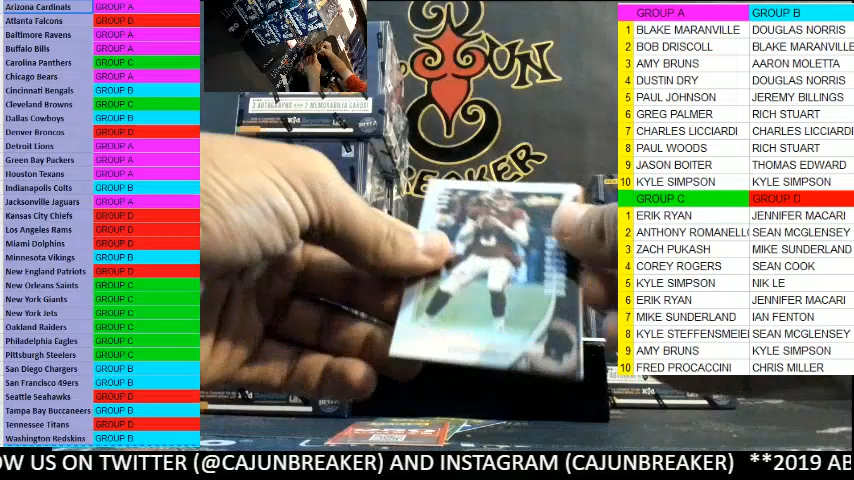 Arizona Cardinals GROUP A
Atlanta Falcons GROUP D
Baltimore Ravens GROUP A
Buffalo Bills GROUP A
Carolina Panthers GROUP C
Chicago Bears GROUP A
Cincinnati Bengals GROUP B
Cleveland Browns GROUP C
Dallas Cowboys GROUP B
Denver Broncos GROUP D
Detroit Lions GROUP A
Green Bay Packers GROUP A
Houston Texans GROUP A
Indianapolis Colts GROUP B
Jacksonville Jaguars GROUP A
Kansas City Chiefs GROUP D
Los Angeles Rams GROUP D
Miami Dolphins GROUP D
Minnesota Vikings GROUP B
New England Patriots GROUP D
New Orleans Saints GROUP C
New York Giants GROUP C
New York Jets GROUP C
Oakland Raiders GROUP C
Philadelphia Eagles GROUP C
Pittsburgh Steelers GROUP C
San Diego Chargers GROUP B
San Francisco 49ers GROUP B
Seattle Seahawks GROUP D
Tampa Bay Buccaneers GROUP B
Tennessee Titans GROUP D
Washington Redskins GROUP B
3 AUTOGRAPHS 7 MEMORABILIA CARDS!
JUN
BREAKER
GROUP A GROUP B
1 BLAKE MARANVILLE DOUGLAS NORRIS
2 BOB DRISCOLL BLAKE MARANVILLE
3 AMY BRUNS AARON MOLETTA
4 DUSTIN DRY DOUGLAS NORRIS
5 PAUL JOHNSON JEREMY BILLINGS
6 GREG PALMER RICH STUART
7 CHARLES LICCIARDI CHARLES LICCIARDI
8 PAUL WOODS RICH STUART
9 JASON BOITER THOMAS EDWARD
10 KYLE SIMPSON KYLE SIMPSON
GROUP C GROUP D
1 ERIK RYAN JENNIFER MACARI
2 ANTHONY ROMANELL SEAN MCGLENSEY
3 ZACH PUKASH MIKE SUNDERLAND
4 COREY ROGERS SEAN COOK
5 KYLE SIMPSON NIK LE
6 ERIK RYAN JENNIFER MACARI
7 MIKE SUNDERLAND IAN FENTON
8 KYLE STEFFENSMEIE SEAN MCGLENSEY
9 AMY BRUNS KYLE SIMPSON
10 FRED PROCACCINI CHRIS MILLER
OW US ON TWITTER (@CAJUNBREAKER) AND INSTAGRAM (CAJUNBREAKER) **2019 AB